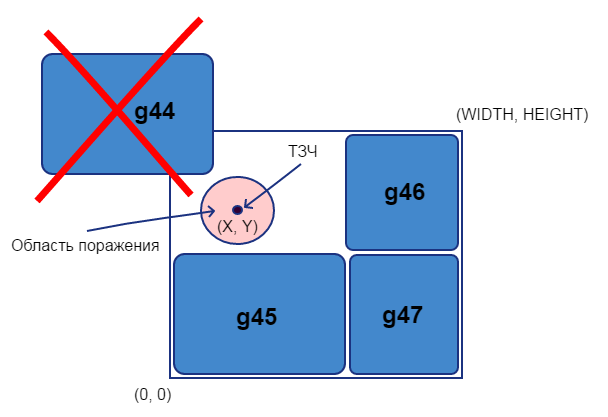 g44
(WIDTH, HEIGHT)
ТЗЧ
g46
(X, Y)
Область поражения
g45
g47
(0, 0)